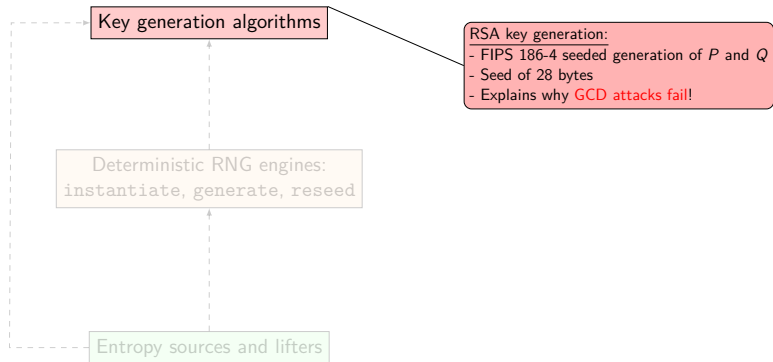 Key generation algorithms
RSA key generation:
- FIPS 186-4 seeded generation of P and Q
- Seed of 28 bytes
- Explains why GCD attacks fail!
Deterministic RNG engines:
instantiate, generate, reseed
Entropy sources and lifters